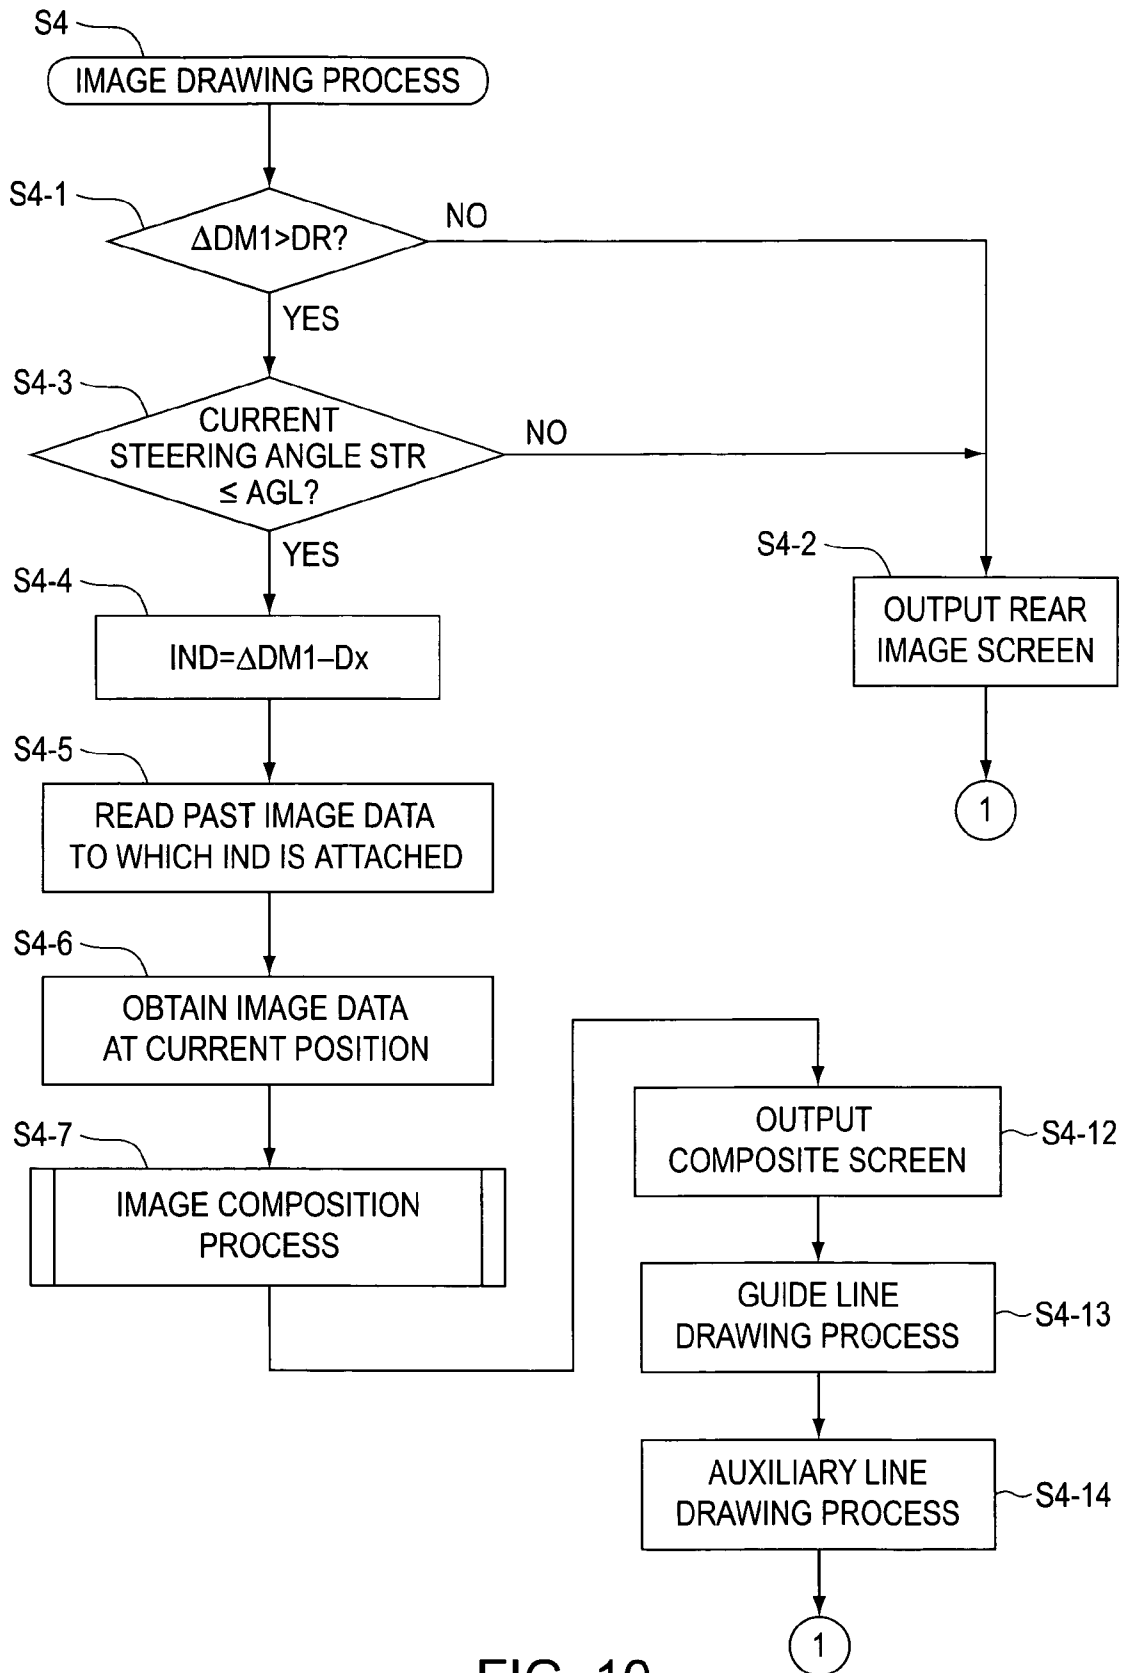 S4
IMAGE DRAWING PROCESS
S4-1
ΔDM1>DR?
NO
YES
S4-3
CURRENT
STEERING ANGLE STR
≤ AGL?
NO
YES
S4-2
OUTPUT REAR
IMAGE SCREEN
1
S4-4
IND=ΔDM1–Dx
S4-5
READ PAST IMAGE DATA
TO WHICH IND IS ATTACHED
S4-6
OBTAIN IMAGE DATA
AT CURRENT POSITION
S4-7
IMAGE COMPOSITION
PROCESS
OUTPUT
COMPOSITE SCREEN
S4-12
GUIDE LINE
DRAWING PROCESS
S4-13
AUXILIARY LINE
DRAWING PROCESS
S4-14
1